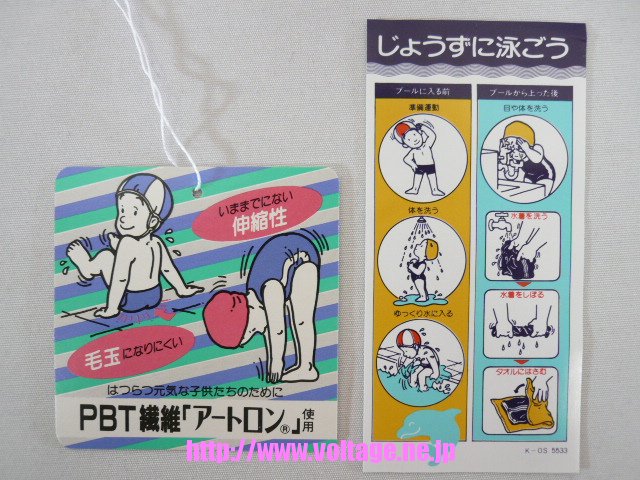 いままでにない
伸縮性
毛玉になりにくい
はつらつ元気な子供たちのために
PBT繊維「アートロン®」使用
じょうずに泳ごう
プールに入る前
準備運動
体を洗う
ゆっくり水に入る
プールから上った後
目や体を洗う
水着を洗う
水着をしぼる
タオルにはさむ
K-OS 5533
http://www.voltage.ne.jp